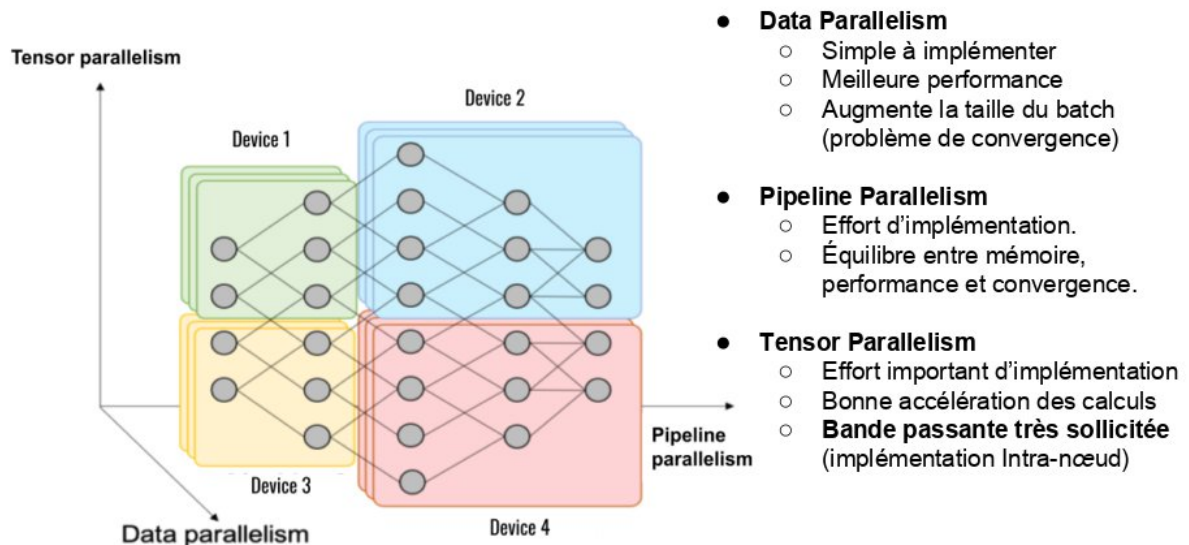 Tensor parallelism
Device 1
Device 2
Device 3
Device 4
Pipeline
parallelism
Data parallelism
● Data Parallelism
○ Simple à implémenter
○ Meilleure performance
○ Augmente la taille du batch
(problème de convergence)
● Pipeline Parallelism
○ Effort d’implémentation.
○ Équilibre entre mémoire,
performance et convergence.
● Tensor Parallelism
○ Effort important d’implémentation
○ Bonne accélération des calculs
○ Bande passante très sollicitée
(implémentation Intra-nœud)